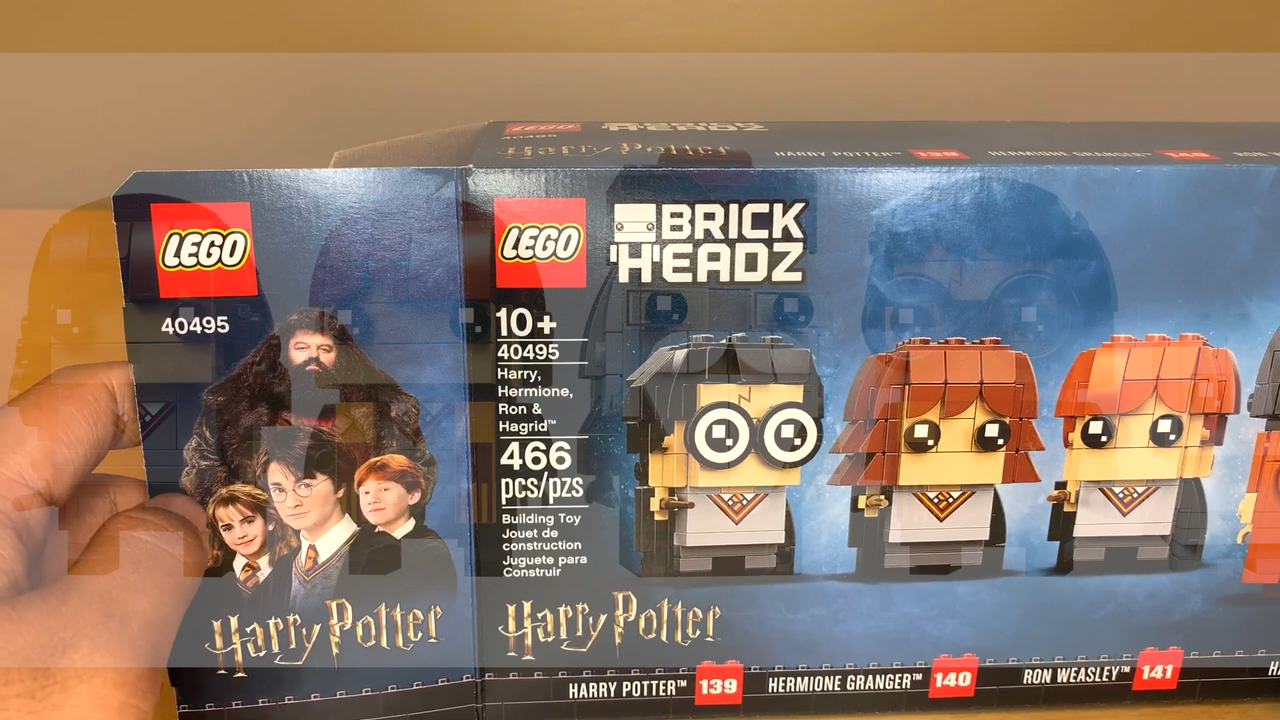 LEGO
BRICK
HEADZ
40495
Harry Potter
HARRY POTTER™ 139
HERMIONE GRANGER™ 140
RON
LEGO
40495
Harry Potter
LEGO
BRICK
HEADZ
10+
40495
Harry,
Hermione,
Ron &
Hagrid™
466
pcs/pzs
Building Toy
Jouet de
construction
Juguete para
Construir
Harry Potter
HARRY POTTER™ 139
HERMIONE GRANGER™ 140
RON WEASLEY™ 141